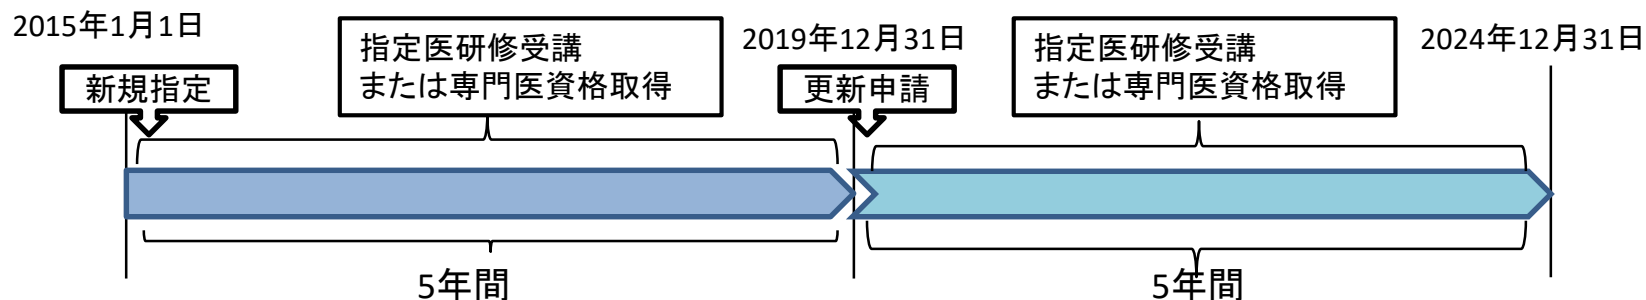 2015年1月1日
新規指定
指定医研修受講
または専門医資格取得
2019年12月31日
更新申請
指定医研修受講
または専門医資格取得
2024年12月31日
5年間
5年間